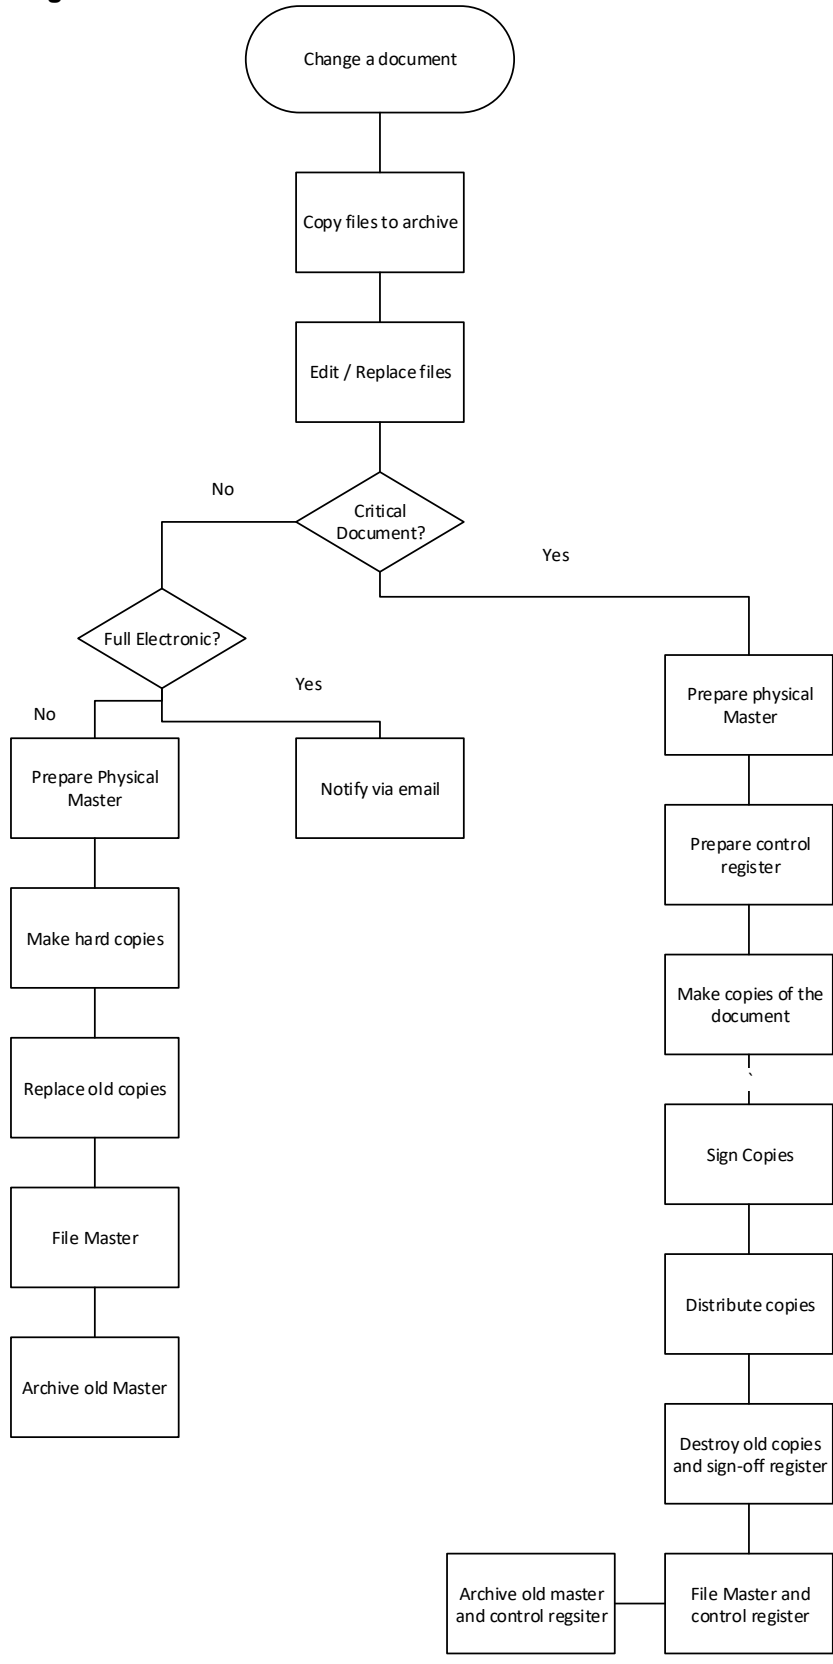 Change a document
Copy files to archive
Edit / Replace files
Critical
Document?
No
Yes
Full Electronic?
Yes
No
Prepare Physical
Master
Notify via email
Make hard copies
Replace old copies
File Master
Archive old Master
Prepare physical
Master
Prepare control
register
Make copies of the
document
`
Sign Copies
Distribute copies
Destroy old copies
and sign-off register
File Master and
control register
Archive old master
and control regsiter